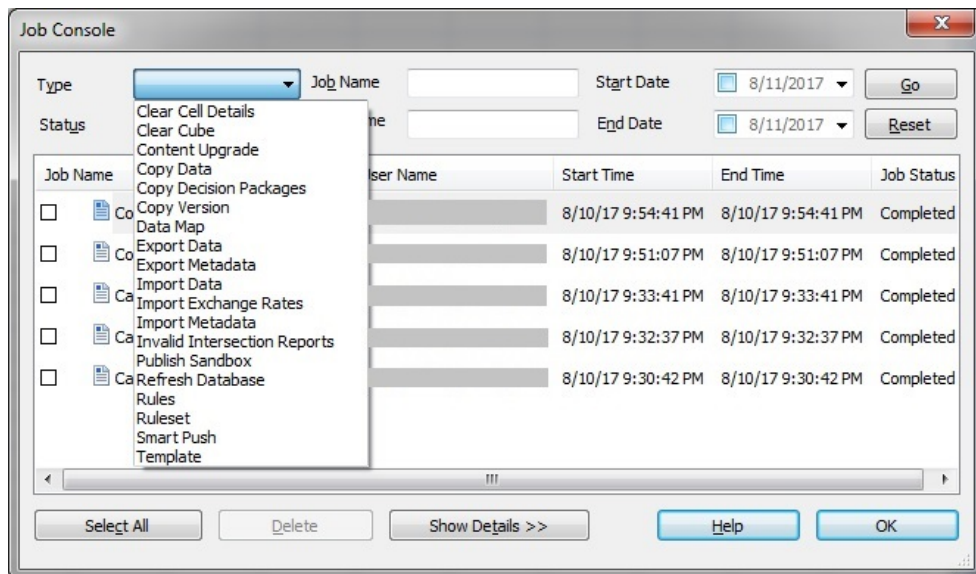 Job Console
Type Job Name Start Date 8/11/2017 Go
Status me End Date 8/11/2017 Reset
Clear Cell Details
Clear Cube
Content Upgrade
Copy Data
Copy Decision Packages
Copy Version
Data Map
Export Data
Export Metadata
Import Data
Import Exchange Rates
Import Metadata
Invalid Intersection Reports
Publish Sandbox
Refresh Database
Rules
Ruleset
Smart Push
Template
Job Name User Name Start Time End Time Job Status
Co 8/10/17 9:54:41 PM 8/10/17 9:54:41 PM Completed
Co 8/10/17 9:51:07 PM 8/10/17 9:51:07 PM Completed
Ca 8/10/17 9:33:41 PM 8/10/17 9:33:41 PM Completed
Ca 8/10/17 9:32:37 PM 8/10/17 9:32:37 PM Completed
Ca 8/10/17 9:30:42 PM 8/10/17 9:30:42 PM Completed
Select All Delete Show Details >> Help OK